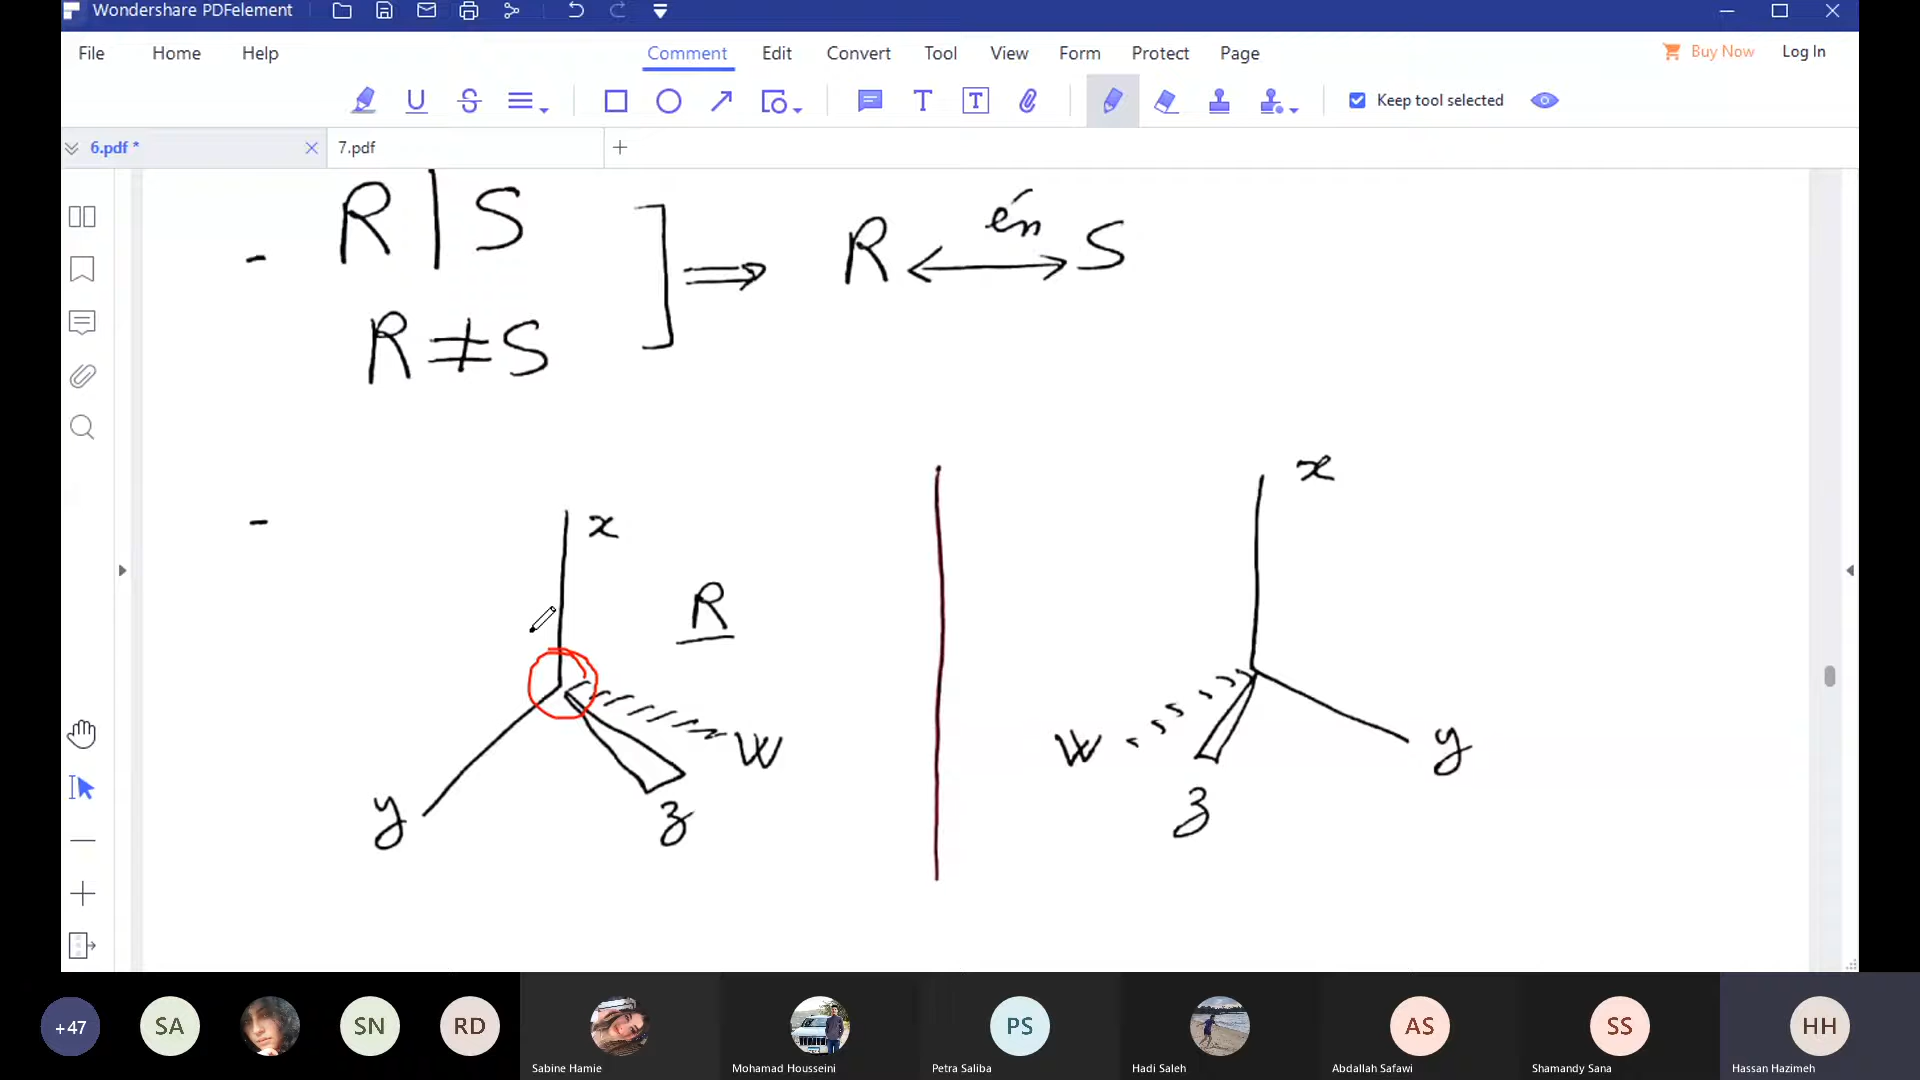 Wondershare PDFelement
File Home Help Comment Edit Convert Tool View Form Protect Page Buy Now Log In
Keep tool selected
6.pdf * 7.pdf
- R | S
R ≠ S
⇒ R ⟷ S
én
x
x
-
R
W
y
z
W
y
z
+47
SA
SN
RD
PS
AS
SS
HH
Sabine Hamie
Mohamad Housseini
Petra Saliba
Hadi Saleh
Abdallah Safawi
Shamandy Sana
Hassan Hazimeh